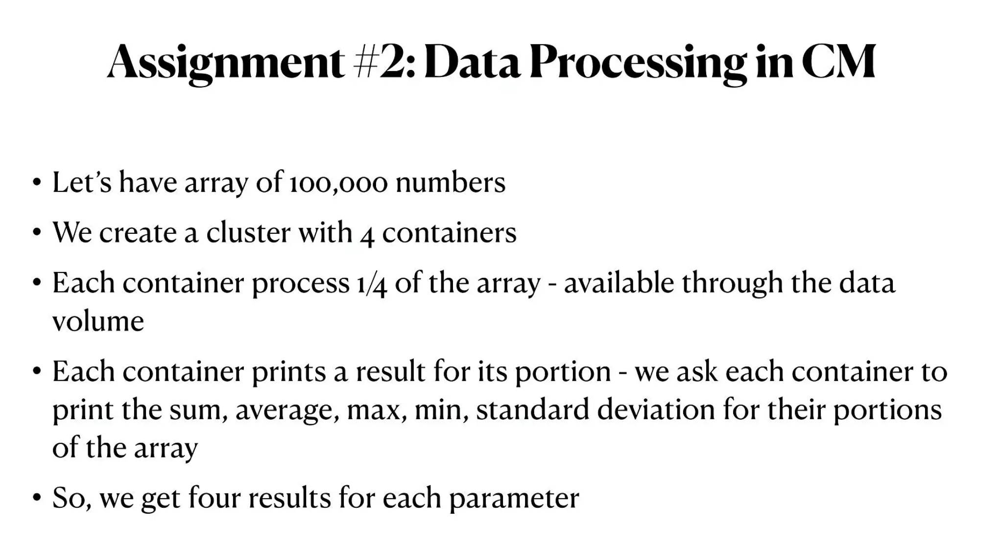 Assignment #2: Data Processing in CM
• Let’s have array of 100,000 numbers
• We create a cluster with 4 containers
• Each container process 1/4 of the array - available through the data
volume
• Each container prints a result for its portion - we ask each container to
print the sum, average, max, min, standard deviation for their portions
of the array
• So, we get four results for each parameter